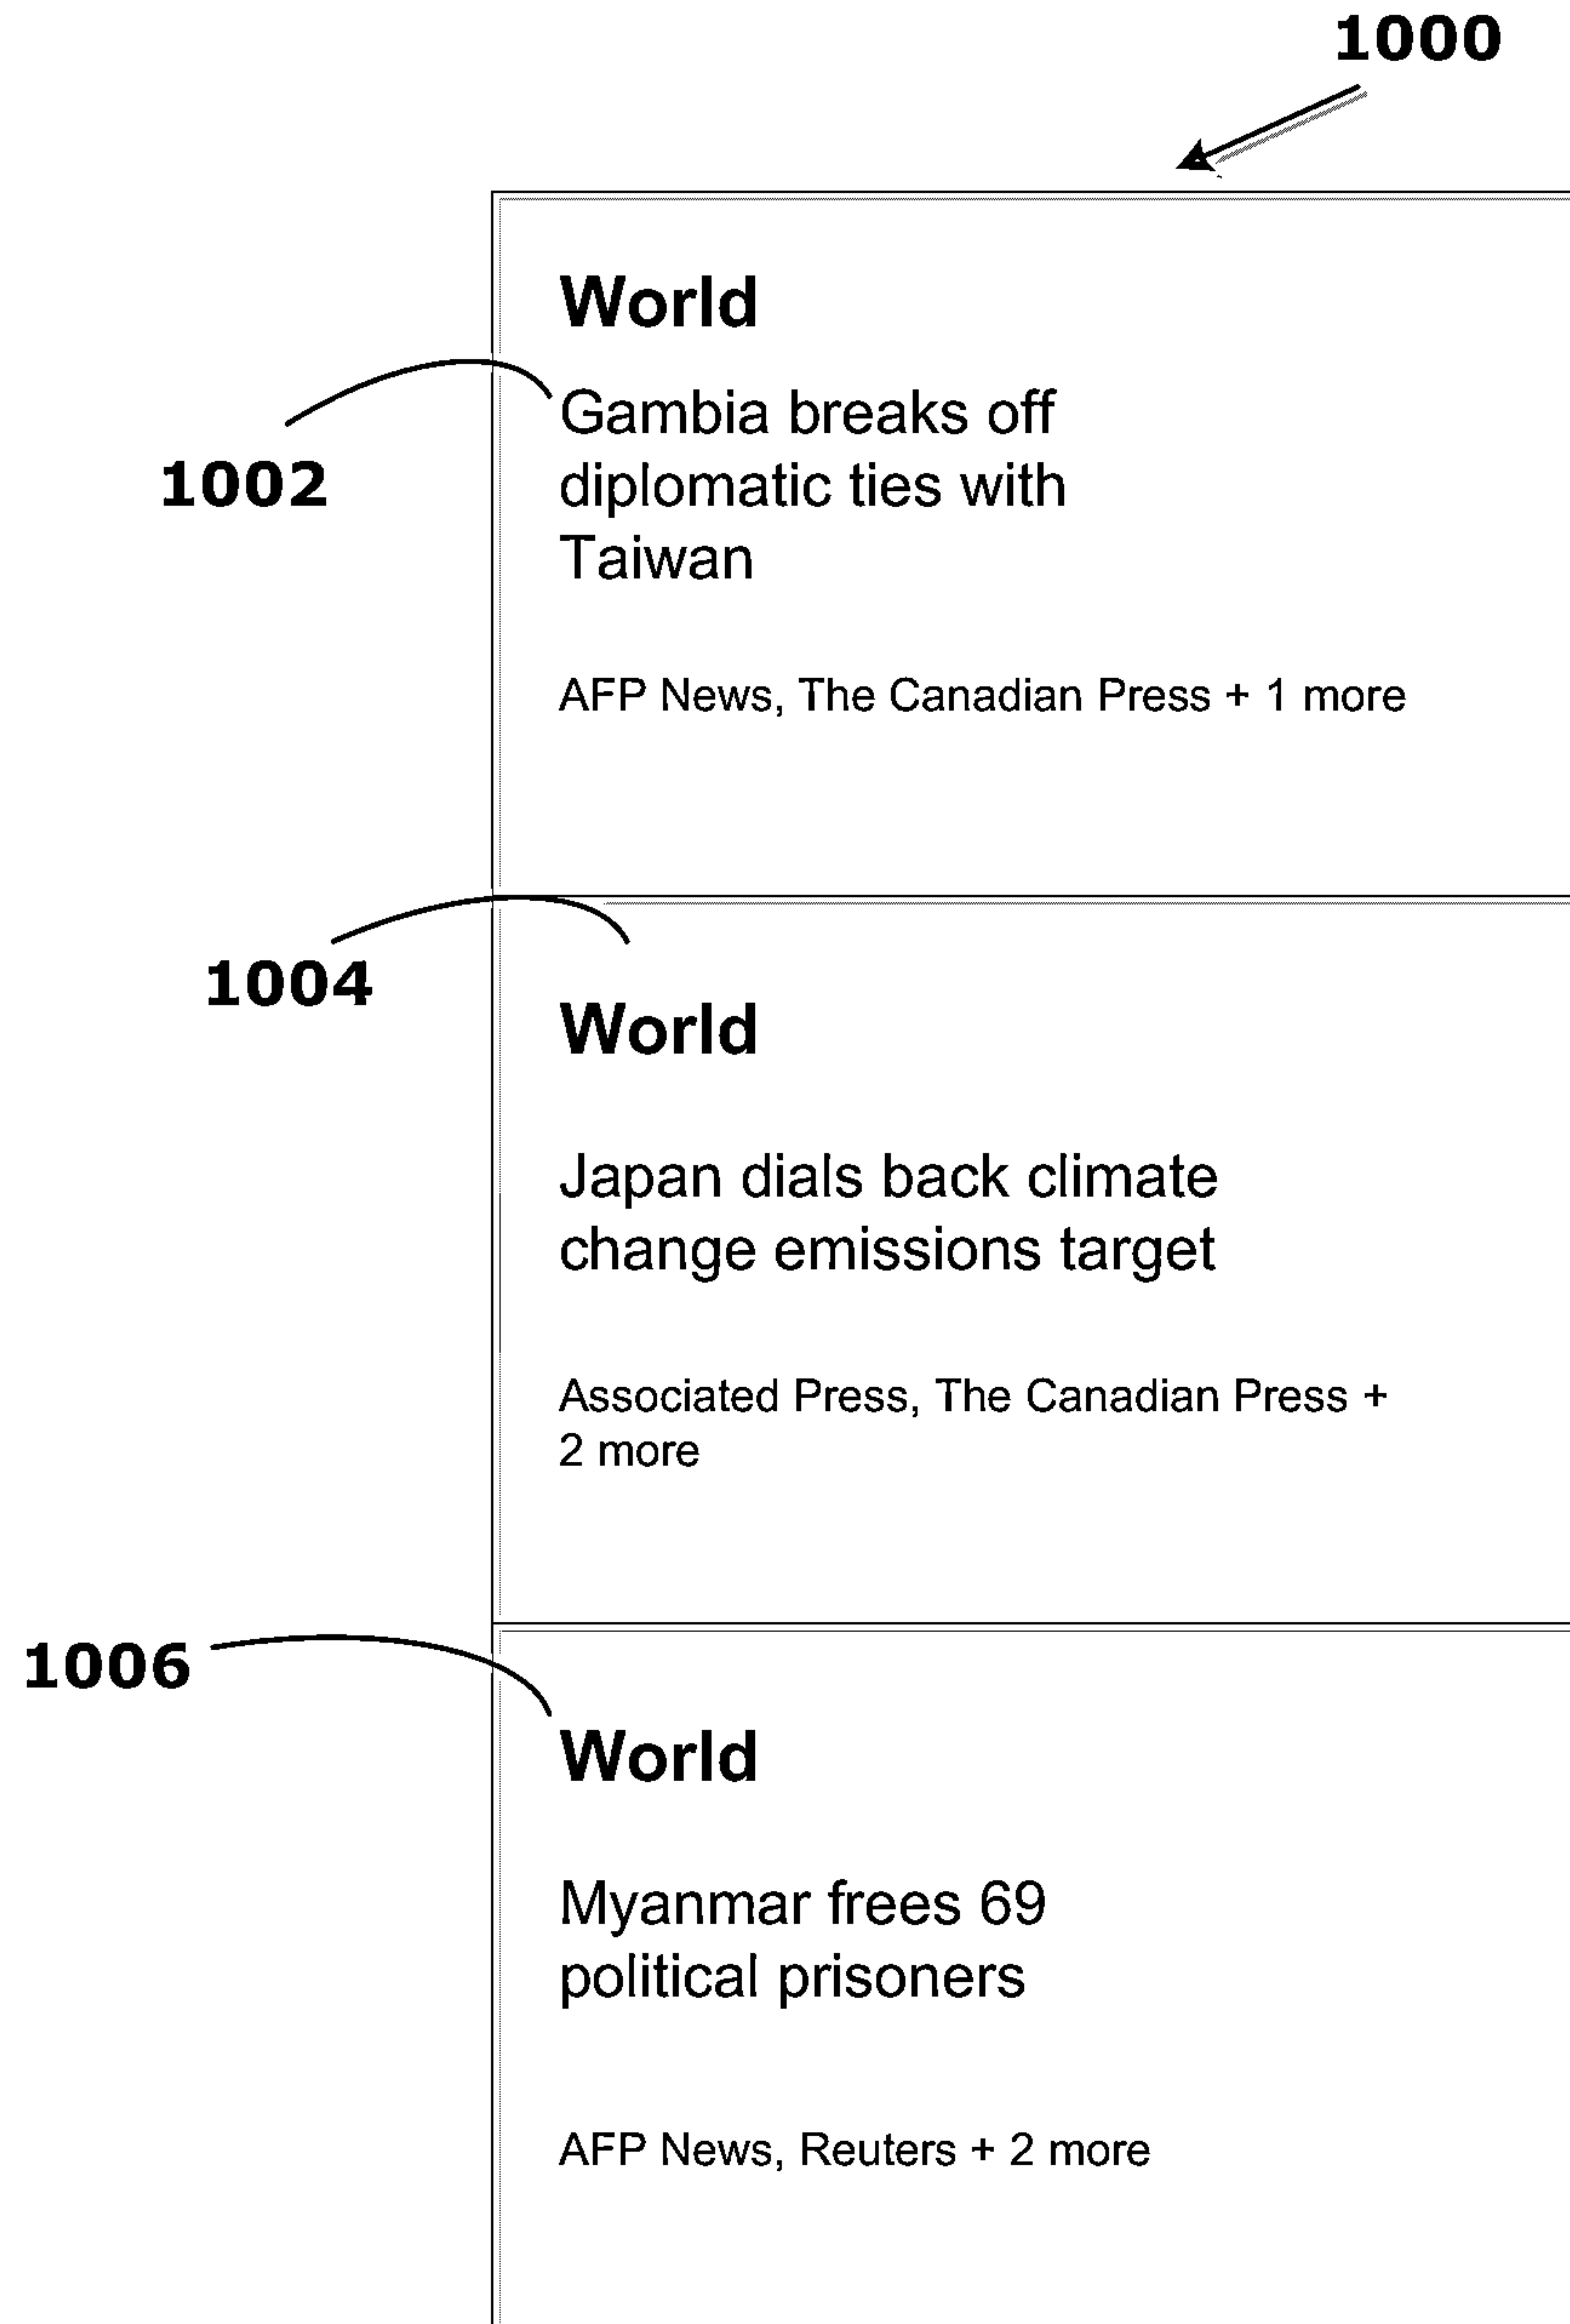 1000
World
1002
Gambia breaks off
diplomatic ties with
Taiwan
AFP News, The Canadian Press + 1 more
1004
World
Japan dials back climate
change emissions target
Associated Press, The Canadian Press +
2 more
1006
World
Myanmar frees 69
political prisoners
AFP News, Reuters + 2 more